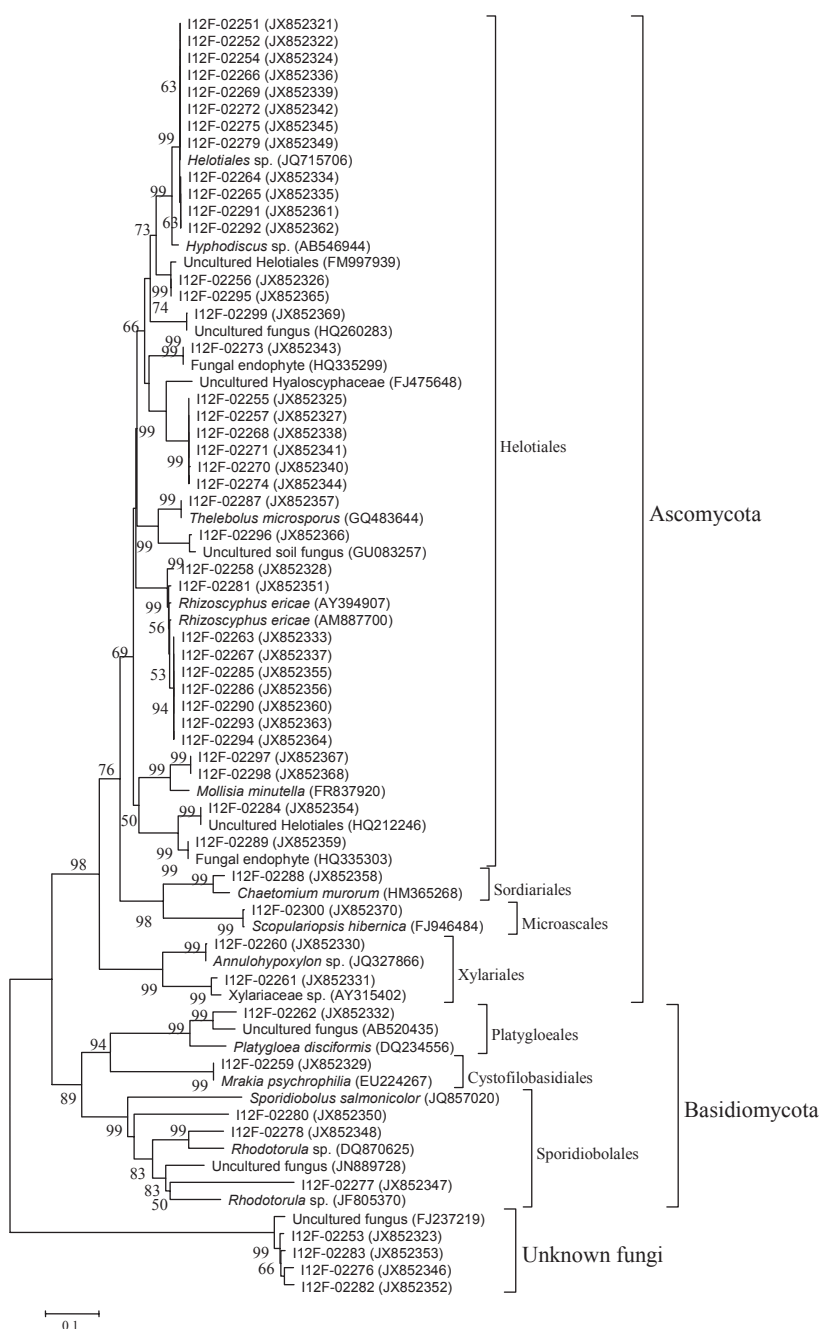 I12F-02251 (JX852321)
I12F-02252 (JX852322)
I12F-02254 (JX852324)
I12F-02266 (JX852336)
63
I12F-02269 (JX852339)
I12F-02272 (JX852342)
I12F-02275 (JX852345)
99
I12F-02279 (JX852349)
Helotiales sp. (JQ715706)
I12F-02264 (JX852334)
99
I12F-02265 (JX852335)
I12F-02291 (JX852361)
73
63
I12F-02292 (JX852362)
Hyphodiscus sp. (AB546944)
Uncultured Helotiales (FM997939)
I12F-02256 (JX852326)
99
I12F-02295 (JX852365)
74
I12F-02299 (JX852369)
66
Uncultured fungus (HQ260283)
99
I12F-02273 (JX852343)
99
Fungal endophyte (HQ335299)
Uncultured Hyaloscyphaceae (FJ475648)
I12F-02255 (JX852325)
I12F-02257 (JX852327)
99
I12F-02268 (JX852338)
Helotiales
I12F-02271 (JX852341)
99
I12F-02270 (JX852340)
I12F-02274 (JX852344)
99
I12F-02287 (JX852357)
Thelebolus microsporus (GQ483644)
Ascomycota
I12F-02296 (JX852366)
99
Uncultured soil fungus (GU083257)
99
I12F-02258 (JX852328)
I12F-02281 (JX852351)
99
Rhizoscyphus ericae (AY394907)
Rhizoscyphus ericae (AM887700)
56
I12F-02263 (JX852333)
69
I12F-02267 (JX852337)
53
I12F-02285 (JX852355)
I12F-02286 (JX852356)
94
I12F-02290 (JX852360)
I12F-02293 (JX852363)
I12F-02294 (JX852364)
99
I12F-02297 (JX852367)
76
99
I12F-02298 (JX852368)
Mollisia minutella (FR837920)
99
I12F-02284 (JX852354)
50
Uncultured Helotiales (HQ212246)
I12F-02289 (JX852359)
99
Fungal endophyte (HQ335303)
98
99
99
I12F-02288 (JX852358)
Sordiariales
Chaetomium murorum (HM365268)
98
I12F-02300 (JX852370)
Microascales
99
Scopulariopsis hibernica (FJ946484)
99
I12F-02260 (JX852330)
Annulohypoxylon sp. (JQ327866)
Xylariales
I12F-02261 (JX852331)
99
99
Xylariaceae sp. (AY315402)
99
I12F-02262 (JX852332)
99
Uncultured fungus (AB520435)
Platygloeales
94
Platygloea disciformis (DQ234556)
I12F-02259 (JX852329)
Cystofilobasidiales
99
Mrakia psychrophilia (EU224267)
89
Sporidiobolus salmonicolor (JQ857020)
Basidiomycota
I12F-02280 (JX852350)
99
99
I12F-02278 (JX852348)
Rhodotorula sp. (DQ870625)
Sporidiobolales
83
Uncultured fungus (JN889728)
83
I12F-02277 (JX852347)
50
Rhodotorula sp. (JF805370)
Uncultured fungus (FJ237219)
I12F-02253 (JX852323)
99
I12F-02283 (JX852353)
Unknown fungi
66
I12F-02276 (JX852346)
I12F-02282 (JX852352)
0.1